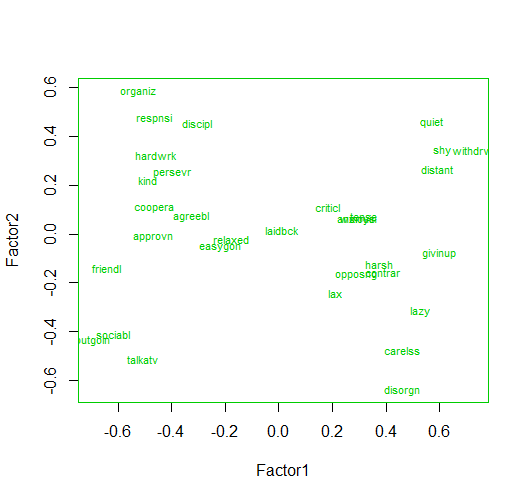 0.6
organiz
respnsi
discipl
quiet
0.4
hardwrk
shy
withdrv
persevr
distant
kind
0.2
coopera
criticl
agreebl
tense
approvn
laidbck
relaxed
0.0
easygon
givinup
friendl
harsh
opposng
contrar
-0.2
lax
lazy
-0.4
sociabl
outgoin
carelss
talkatv
-0.6
disorgn
-0.6 -0.4 -0.2 0.0 0.2 0.4 0.6
Factor1
Factor2